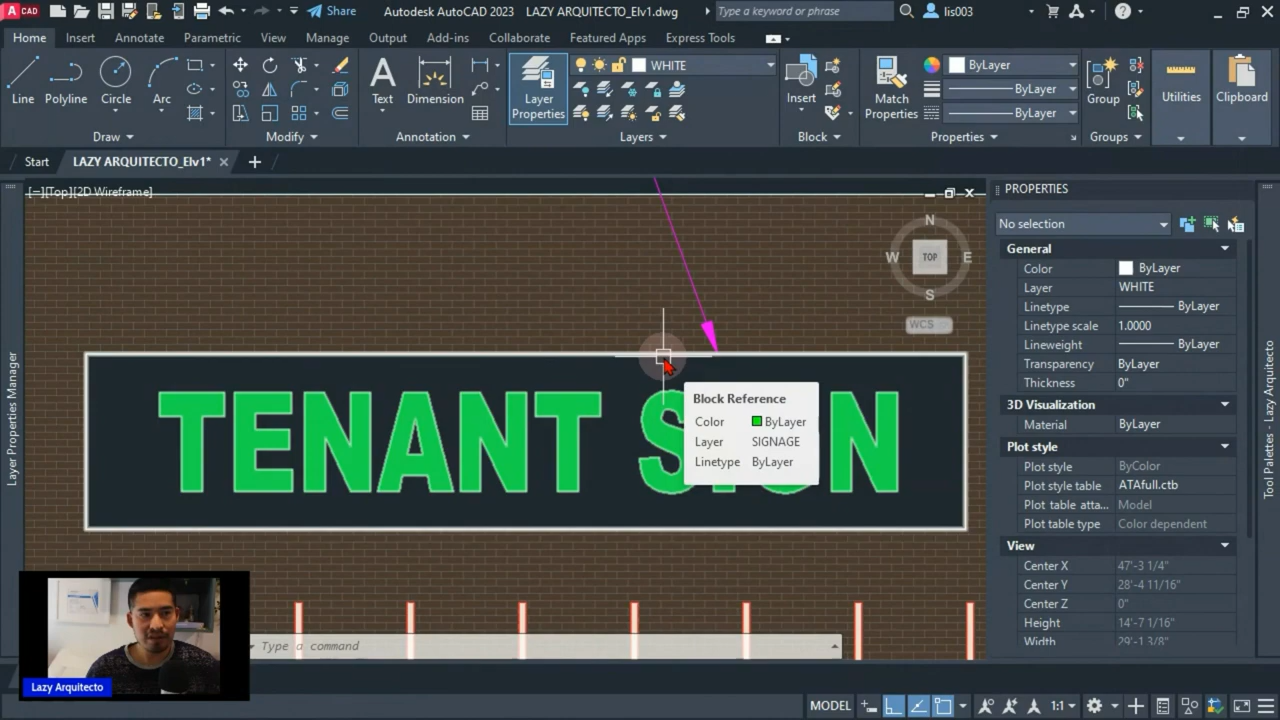 CAD
Share
Autodesk AutoCAD 2023
LAZY ARQUITECTO_Elv1.dwg
Type a keyword or phrase
lis003
Home
Insert
Annotate
Parametric
View
Manage
Output
Add-ins
Collaborate
Featured Apps
Express Tools
WHITE
ByLayer
ByLayer
ByLayer
Line
Polyline
Circle
Arc
Text
Dimension
Layer Properties
Insert
Match Properties
Group
Utilities
Clipboard
Draw
Modify
Annotation
Layers
Block
Properties
Groups
Start
LAZY ARQUITECTO_Elv1*
[−][Top][2D Wireframe]
N
W
TOP
E
S
WCS
TENANT SIGN
Block Reference
Color ByLayer
Layer SIGNAGE
Linetype ByLayer
Type a command
Layer Properties Manager
Lazy Arquitecto
PROPERTIES
No selection
General
Color ByLayer
Layer WHITE
Linetype ByLayer
Linetype scale 1.0000
Lineweight ByLayer
Transparency ByLayer
Thickness 0"
3D Visualization
Material ByLayer
Plot style
Plot style ByColor
Plot style table ATAfull.ctb
Plot table atta... Model
Plot table type Color dependent
View
Center X 47'-3 1/4"
Center Y 28'-4 11/16"
Center Z 0"
Height 14'-7 1/16"
Width 29'-1 3/8"
Tool Palettes - Lazy Arquitecto
MODEL
1:1